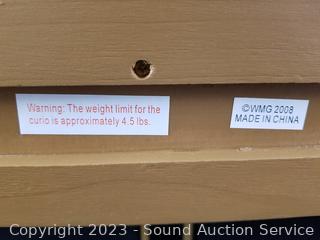 Warning: The weight limit for the
curio is approximately 4.5 lbs.
©WMG 2008
MADE IN CHINA
Copyright 2023 - Sound Auction Service